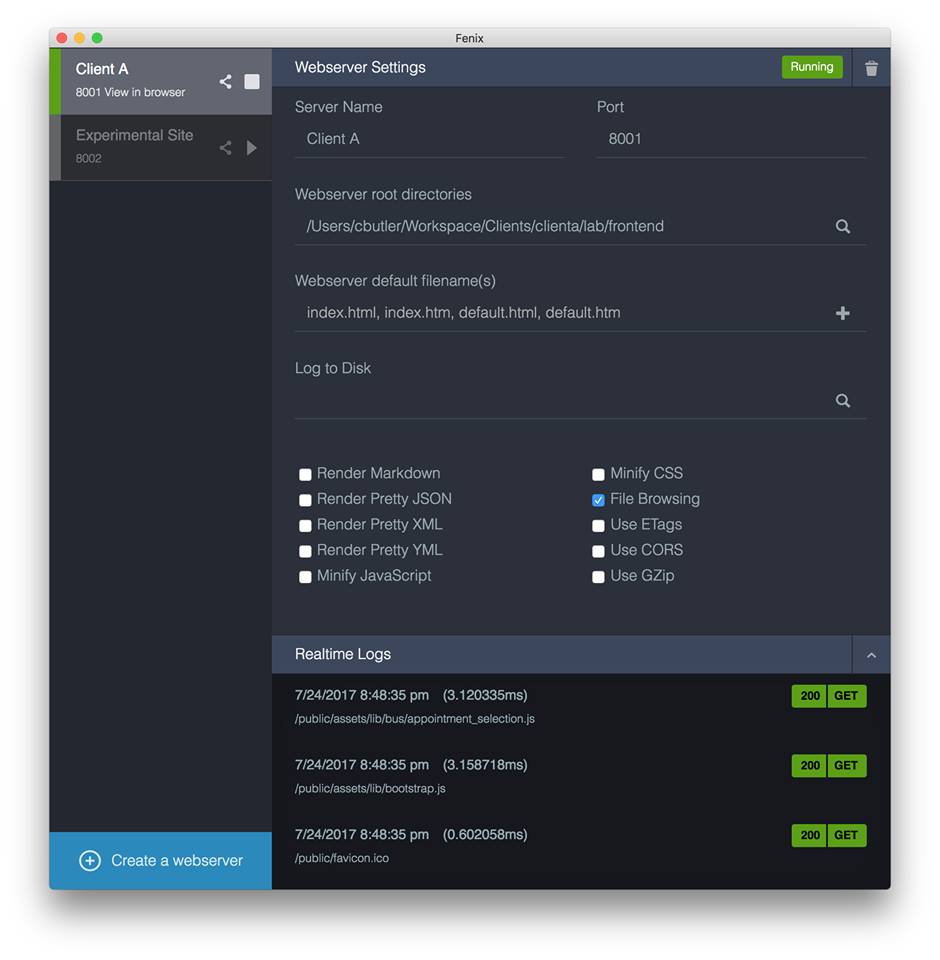 Fenix
Client A
8001 View in browser
Experimental Site
8002
Create a webserver
Webserver Settings
Running
Server Name
Port
Client A
8001
Webserver root directories
/Users/cbutler/Workspace/Clients/clienta/lab/frontend
Webserver default filename(s)
index.html, index.htm, default.html, default.htm
Log to Disk
Render Markdown
Render Pretty JSON
Render Pretty XML
Render Pretty YML
Minify JavaScript
Minify CSS
File Browsing
Use ETags
Use CORS
Use GZip
Realtime Logs
7/24/2017 8:48:35 pm (3.120335ms)
200 GET
/public/assets/lib/bus/appointment_selection.js
7/24/2017 8:48:35 pm (3.158718ms)
200 GET
/public/assets/lib/bootstrap.js
7/24/2017 8:48:35 pm (0.602058ms)
200 GET
/public/favicon.ico